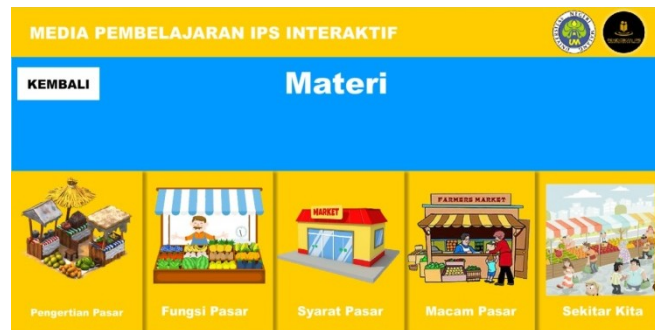 MEDIA PEMBELAJARAN IPS INTERAKTIF
KEMBALI
Materi
MARKET
FARMERS MARKET
Pengertian Pasar
Fungsi Pasar
Syarat Pasar
Macam Pasar
Sekitar Kita